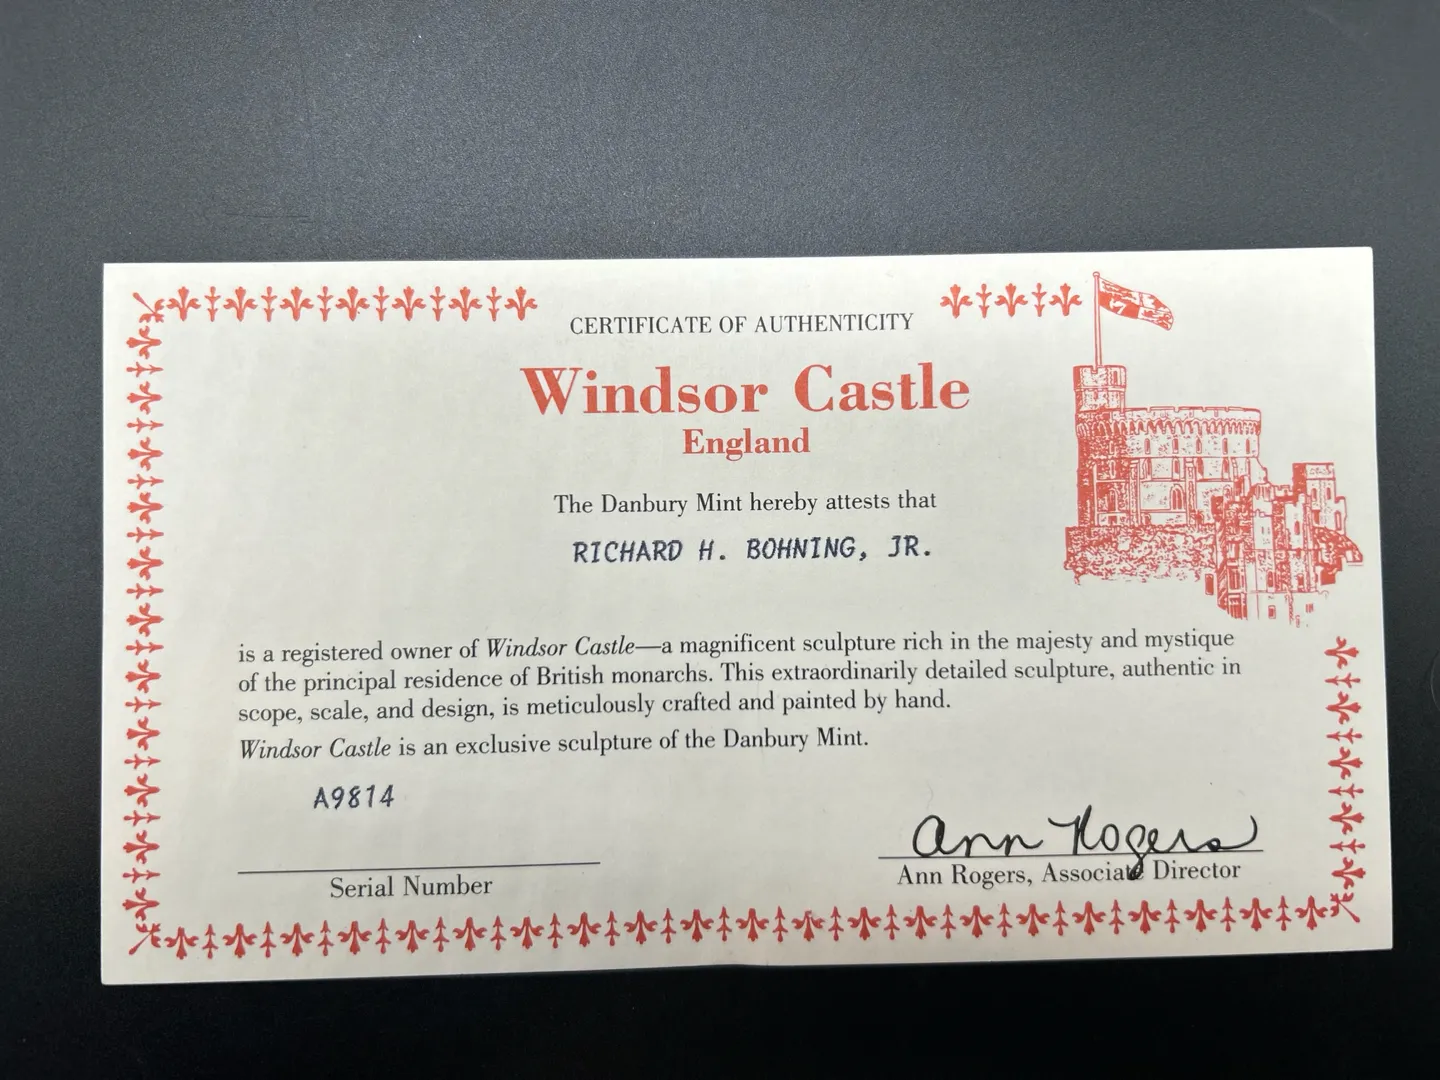 CERTIFICATE OF AUTHENTICITY
Windsor Castle
England
The Danbury Mint hereby attests that
RICHARD H. BOHNING, JR.
is a registered owner of Windsor Castle—a magnificent sculpture rich in the majesty and mystique
of the principal residence of British monarchs. This extraordinarily detailed sculpture, authentic in
scope, scale, and design, is meticulously crafted and painted by hand.
Windsor Castle is an exclusive sculpture of the Danbury Mint.
A9814
Serial Number
Ann Rogers
Ann Rogers, Associate Director